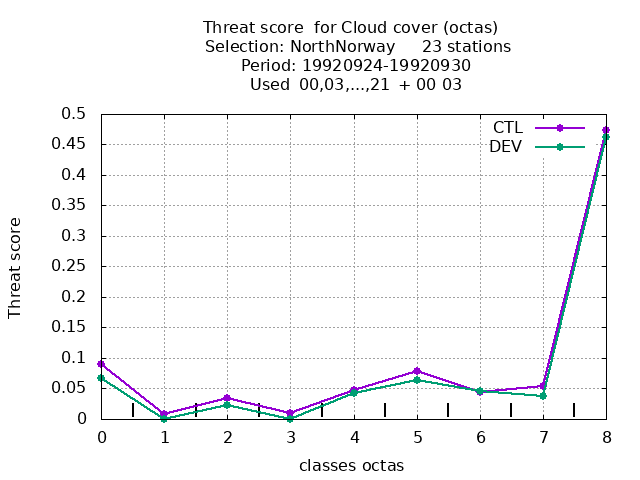 Threat score  for Cloud cover (octas)
Selection: NorthNorway     23 stations
Period: 19920924-19920930
Used  00,03,...,21  + 00 03
CTL
DEV
0.5
0.45
0.4
0.35
0.3
0.25
0.2
0.15
0.1
0.05
0
Threat score
0 1 2 3 4 5 6 7 8
classes octas